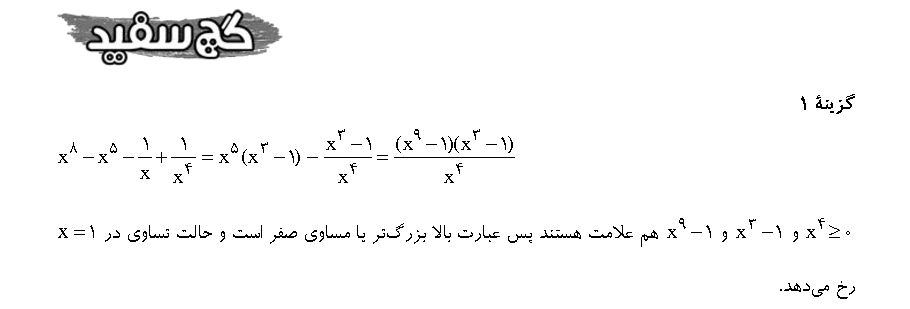 گچ سفید
گزینهٔ ۱
x^۸ − x^۵ − ۱/x + ۱/x^۴ = x^۵(x^۳ − ۱) − (x^۳ − ۱)/x^۴ = (x^۹ − ۱)(x^۳ − ۱)/x^۴
x^۴ ≥ ۰ و x^۳ − ۱ و x^۹ − ۱ هم علامت هستند پس عبارت بالا بزرگ‌تر یا مساوی صفر است و حالت تساوی در x = ۱
رخ می‌دهد.